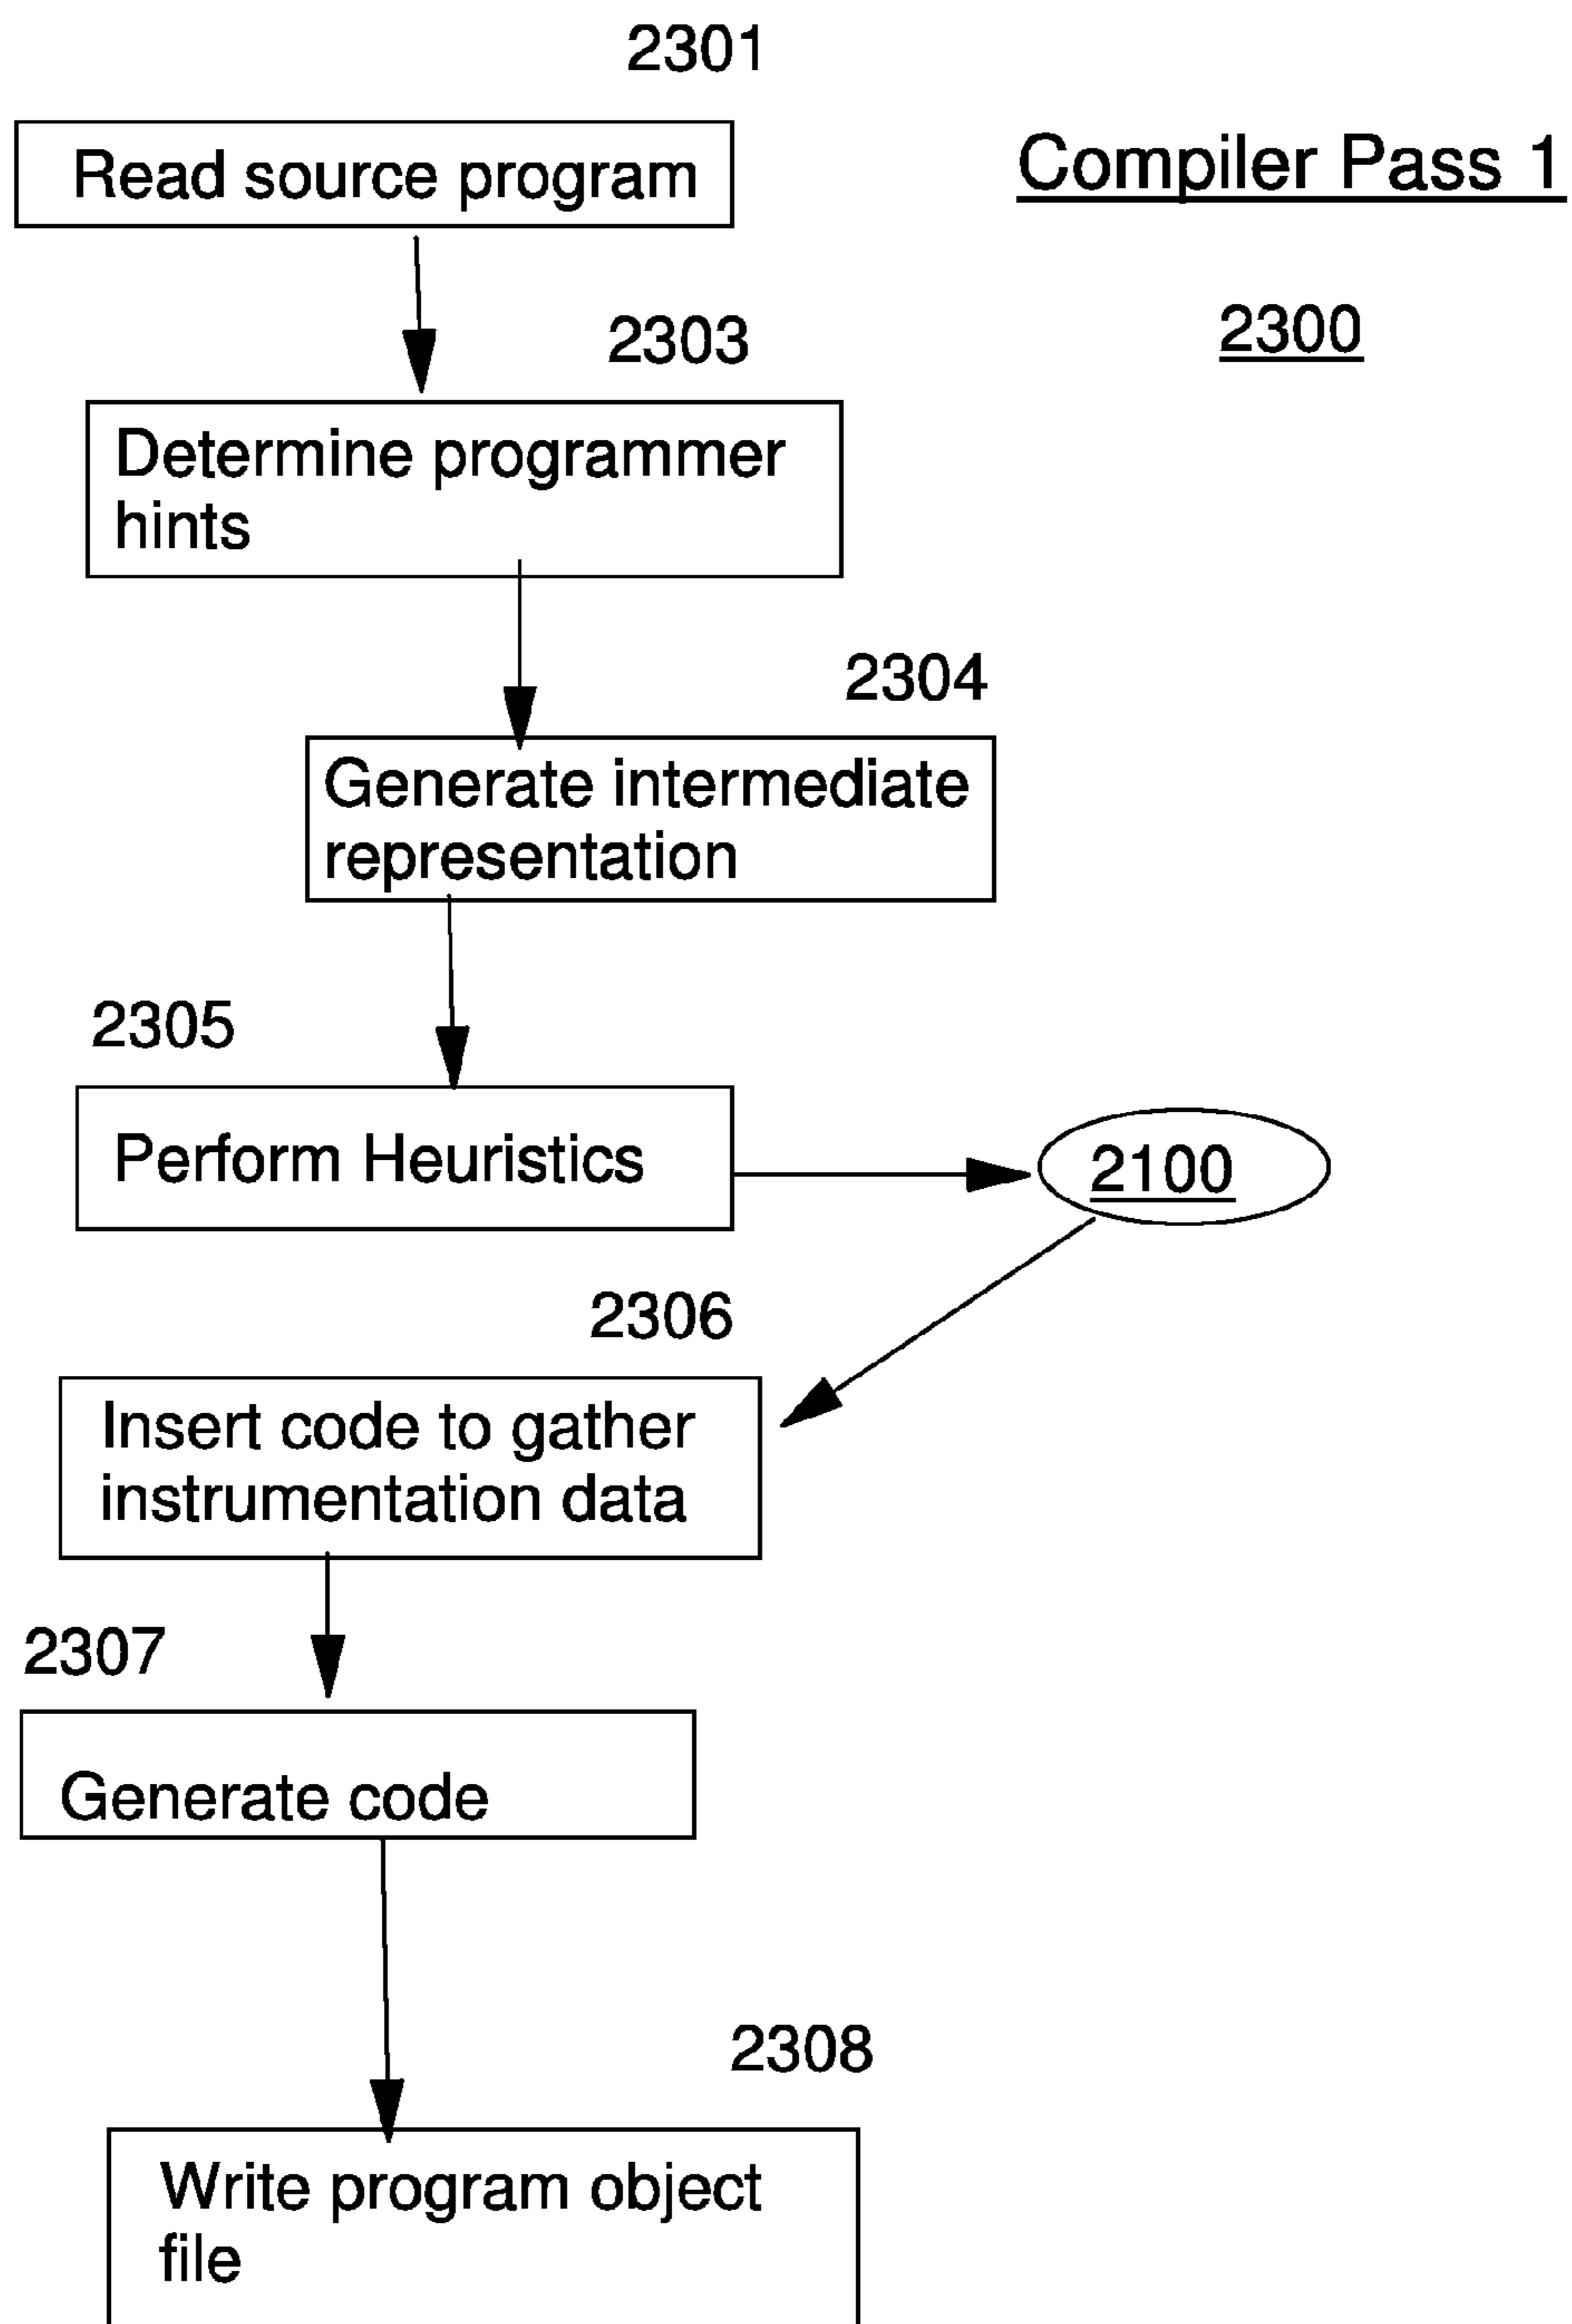 2301
Read source program
Compiler Pass 1
2300
2303
Determine programmer
hints
2304
Generate intermediate
representation
2305
Perform Heuristics
2100
2306
Insert code to gather
instrumentation data
2307
Generate code
2308
Write program object
file